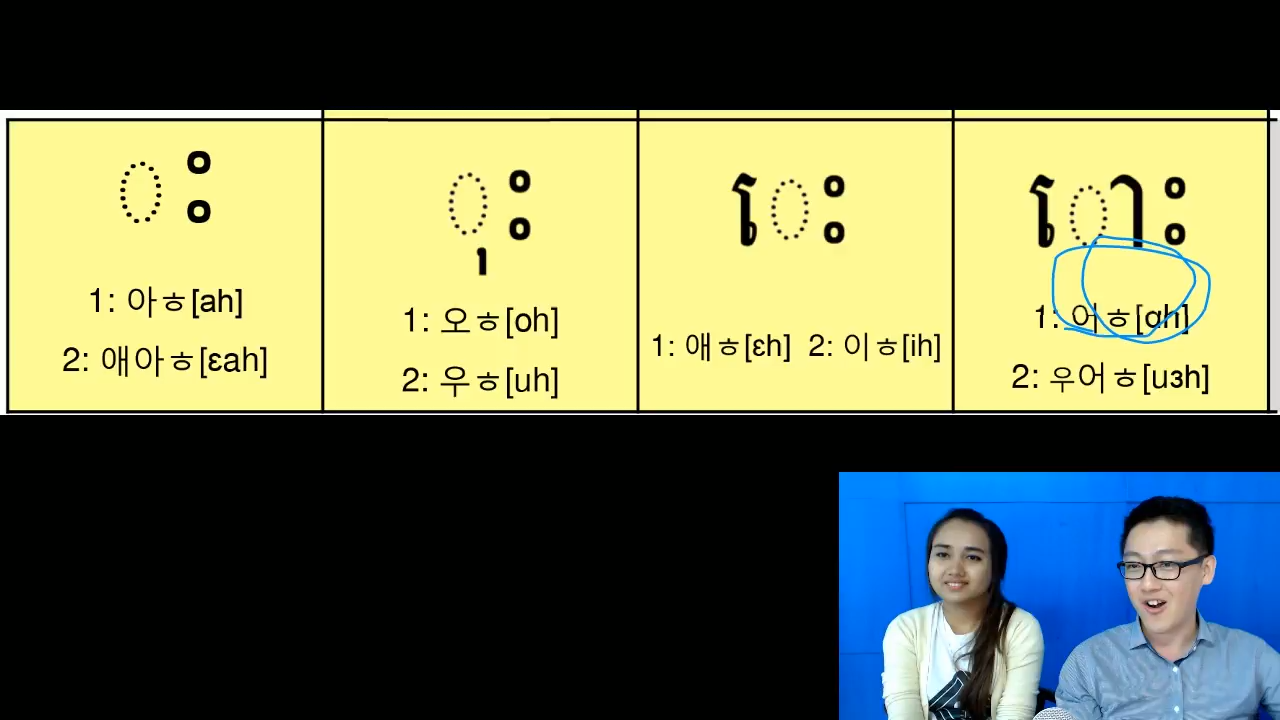 ◌ះ
1: 아ㅎ[ah]
2: 애아ㅎ[ɛah]
◌ុះ
1: 오ㅎ[oh]
2: 우ㅎ[uh]
េ◌ះ
1: 애ㅎ[ɛh] 2: 이ㅎ[ih]
ោះ
1: 어ㅎ[ɑh]
2: 우어ㅎ[uɜh]